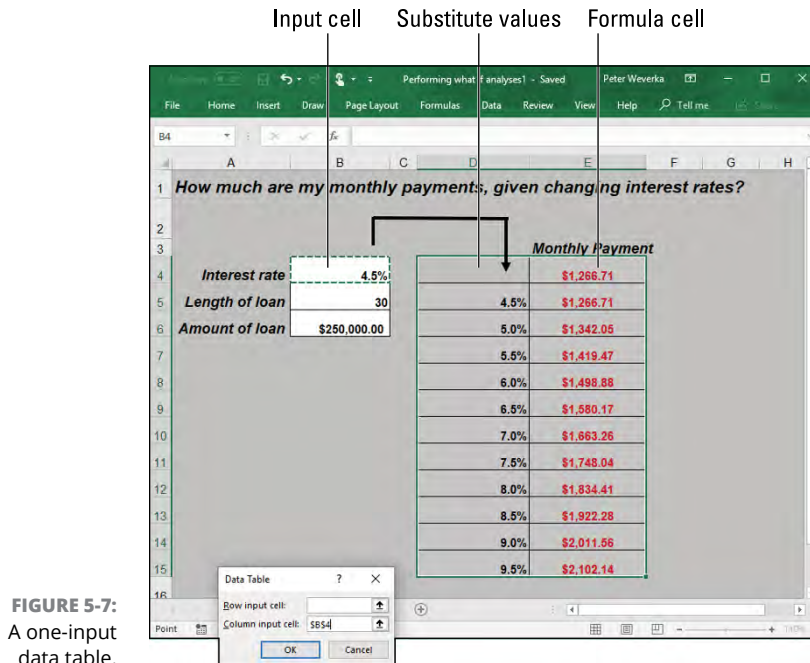 Input cell Substitute values Formula cell
Performing what if analyses1 - Saved Peter Weverka
File Home Insert Draw Page Layout Formulas Data Review View Help Tell me
B4 fx
A B C D E F G H
1 How much are my monthly payments, given changing interest rates?
2
3 Monthly Payment
4 Interest rate 4.5% $1,266.71
5 Length of loan 30 4.5% $1,266.71
6 Amount of loan $250,000.00 5.0% $1,342.05
7 5.5% $1,419.47
8 6.0% $1,498.88
9 6.5% $1,580.17
10 7.0% $1,663.26
11 7.5% $1,748.04
12 8.0% $1,834.41
13 8.5% $1,922.28
14 9.0% $2,011.56
15 9.5% $2,102.14
16
Data Table ? ×
Row input cell:
Column input cell: $B$4
OK Cancel
Point
FIGURE 5-7:
A one-input
data table.